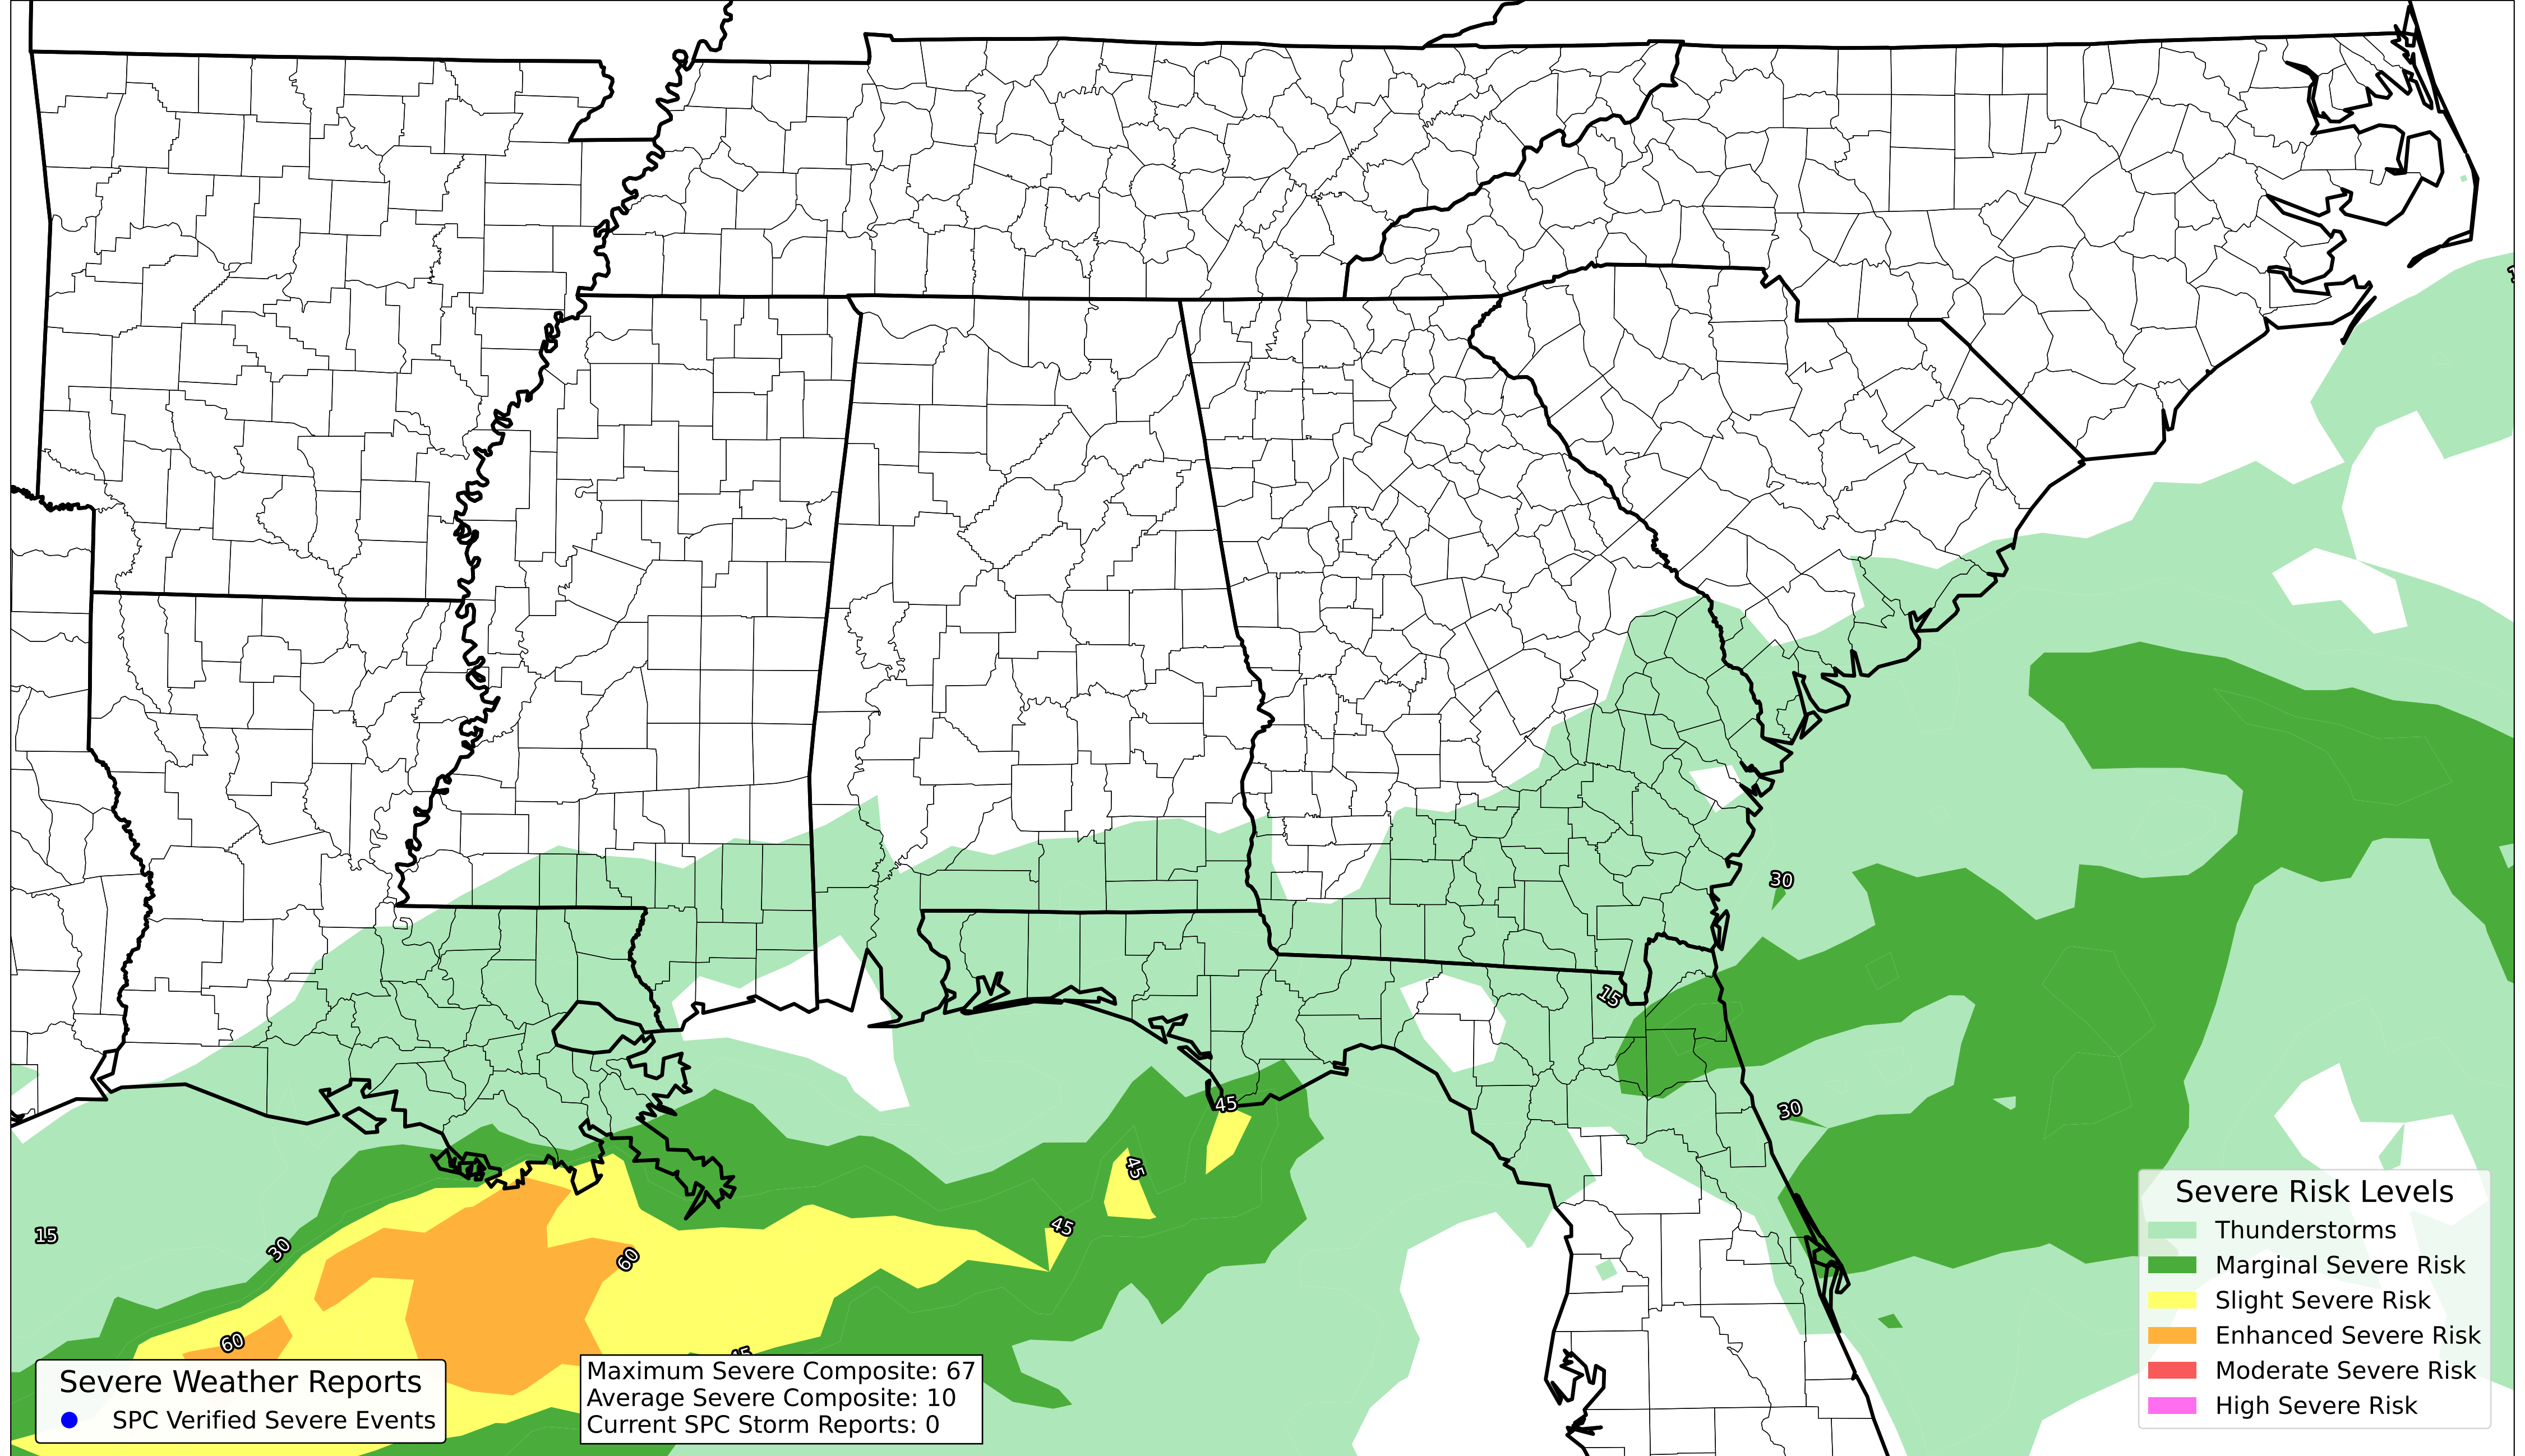 30
15
45
30
45
45
15
30
60
60
Severe Weather Reports
SPC Verified Severe Events
Maximum Severe Composite: 67
Average Severe Composite: 10
Current SPC Storm Reports: 0
Severe Risk Levels
Thunderstorms
Marginal Severe Risk
Slight Severe Risk
Enhanced Severe Risk
Moderate Severe Risk
High Severe Risk